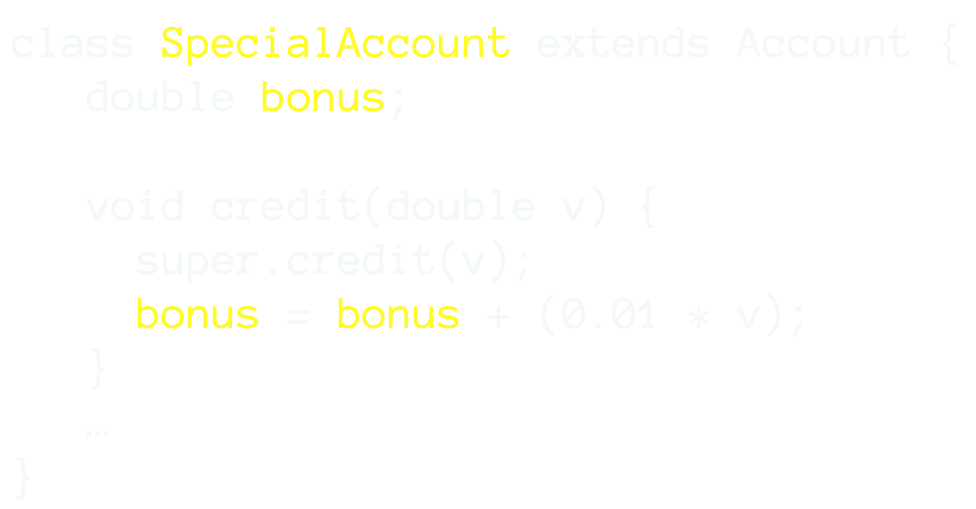 class SpecialAccount extends Account {
double bonus;
void credit(double v) {
super.credit(v);
bonus = bonus + (0.01 * v);
}
…
}